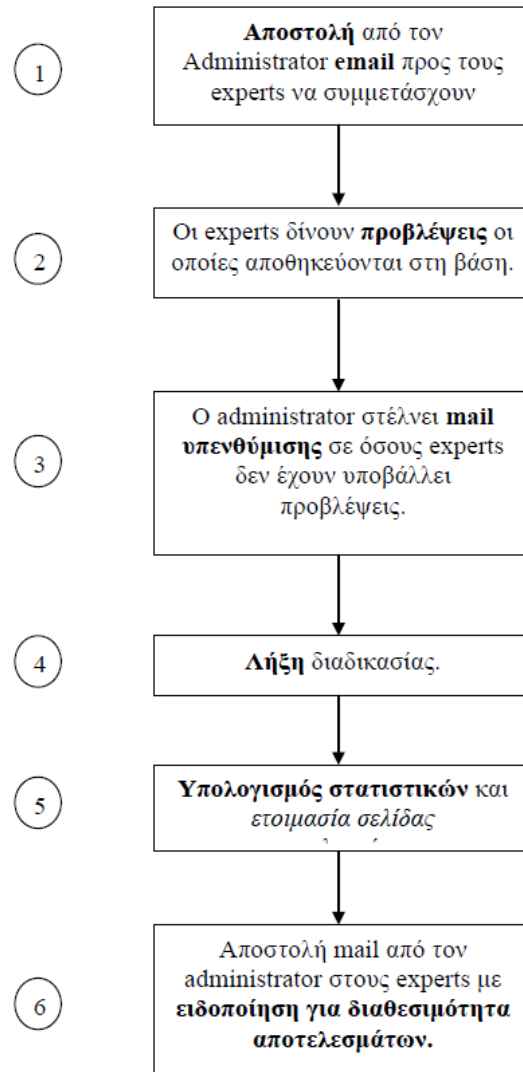 1
Αποστολή από τον
Administrator email προς τους
experts να συμμετάσχουν
2
Οι experts δίνουν προβλέψεις οι
οποίες αποθηκεύονται στη βάση.
3
Ο administrator στέλνει mail
υπενθύμισης σε όσους experts
δεν έχουν υποβάλλει
προβλέψεις.
4
Λήξη διαδικασίας.
5
Υπολογισμός στατιστικών και
ετοιμασία σελίδας
6
Αποστολή mail από τον
administrator στους experts με
ειδοποίηση για διαθεσιμότητα
αποτελεσμάτων.